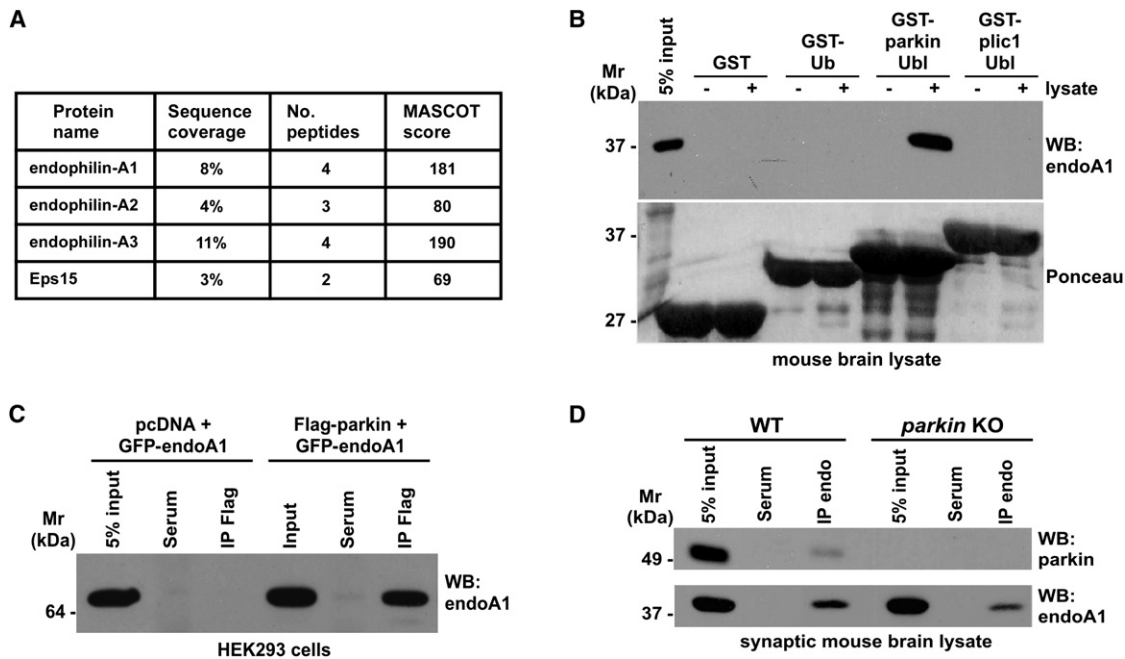 A
Protein name Sequence coverage No. peptides MASCOT score
endophilin-A1 8% 4 181
endophilin-A2 4% 3 80
endophilin-A3 11% 4 190
Eps15 3% 2 69
B
Mr (kDa)
5% input
GST
GST-Ub
GST-parkin Ubl
GST-plic1 Ubl
- + - + - + - + lysate
37 -
WB: endoA1
37 -
27 -
Ponceau
mouse brain lysate
C
pcDNA + GFP-endoA1
Flag-parkin + GFP-endoA1
Mr (kDa)
5% input
Serum
IP Flag
Input
Serum
IP Flag
64 -
WB: endoA1
HEK293 cells
D
WT
parkin KO
Mr (kDa)
5% input
Serum
IP endo
5% input
Serum
IP endo
49 -
WB: parkin
37 -
WB: endoA1
synaptic mouse brain lysate